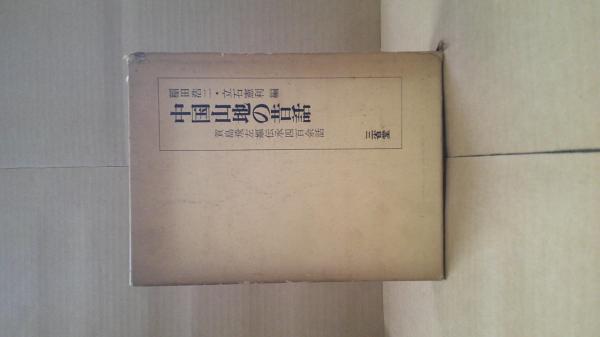 稲田浩二・立石憲利 編
中国山地の昔話
賀島飛左媼伝承四百余話
三省堂